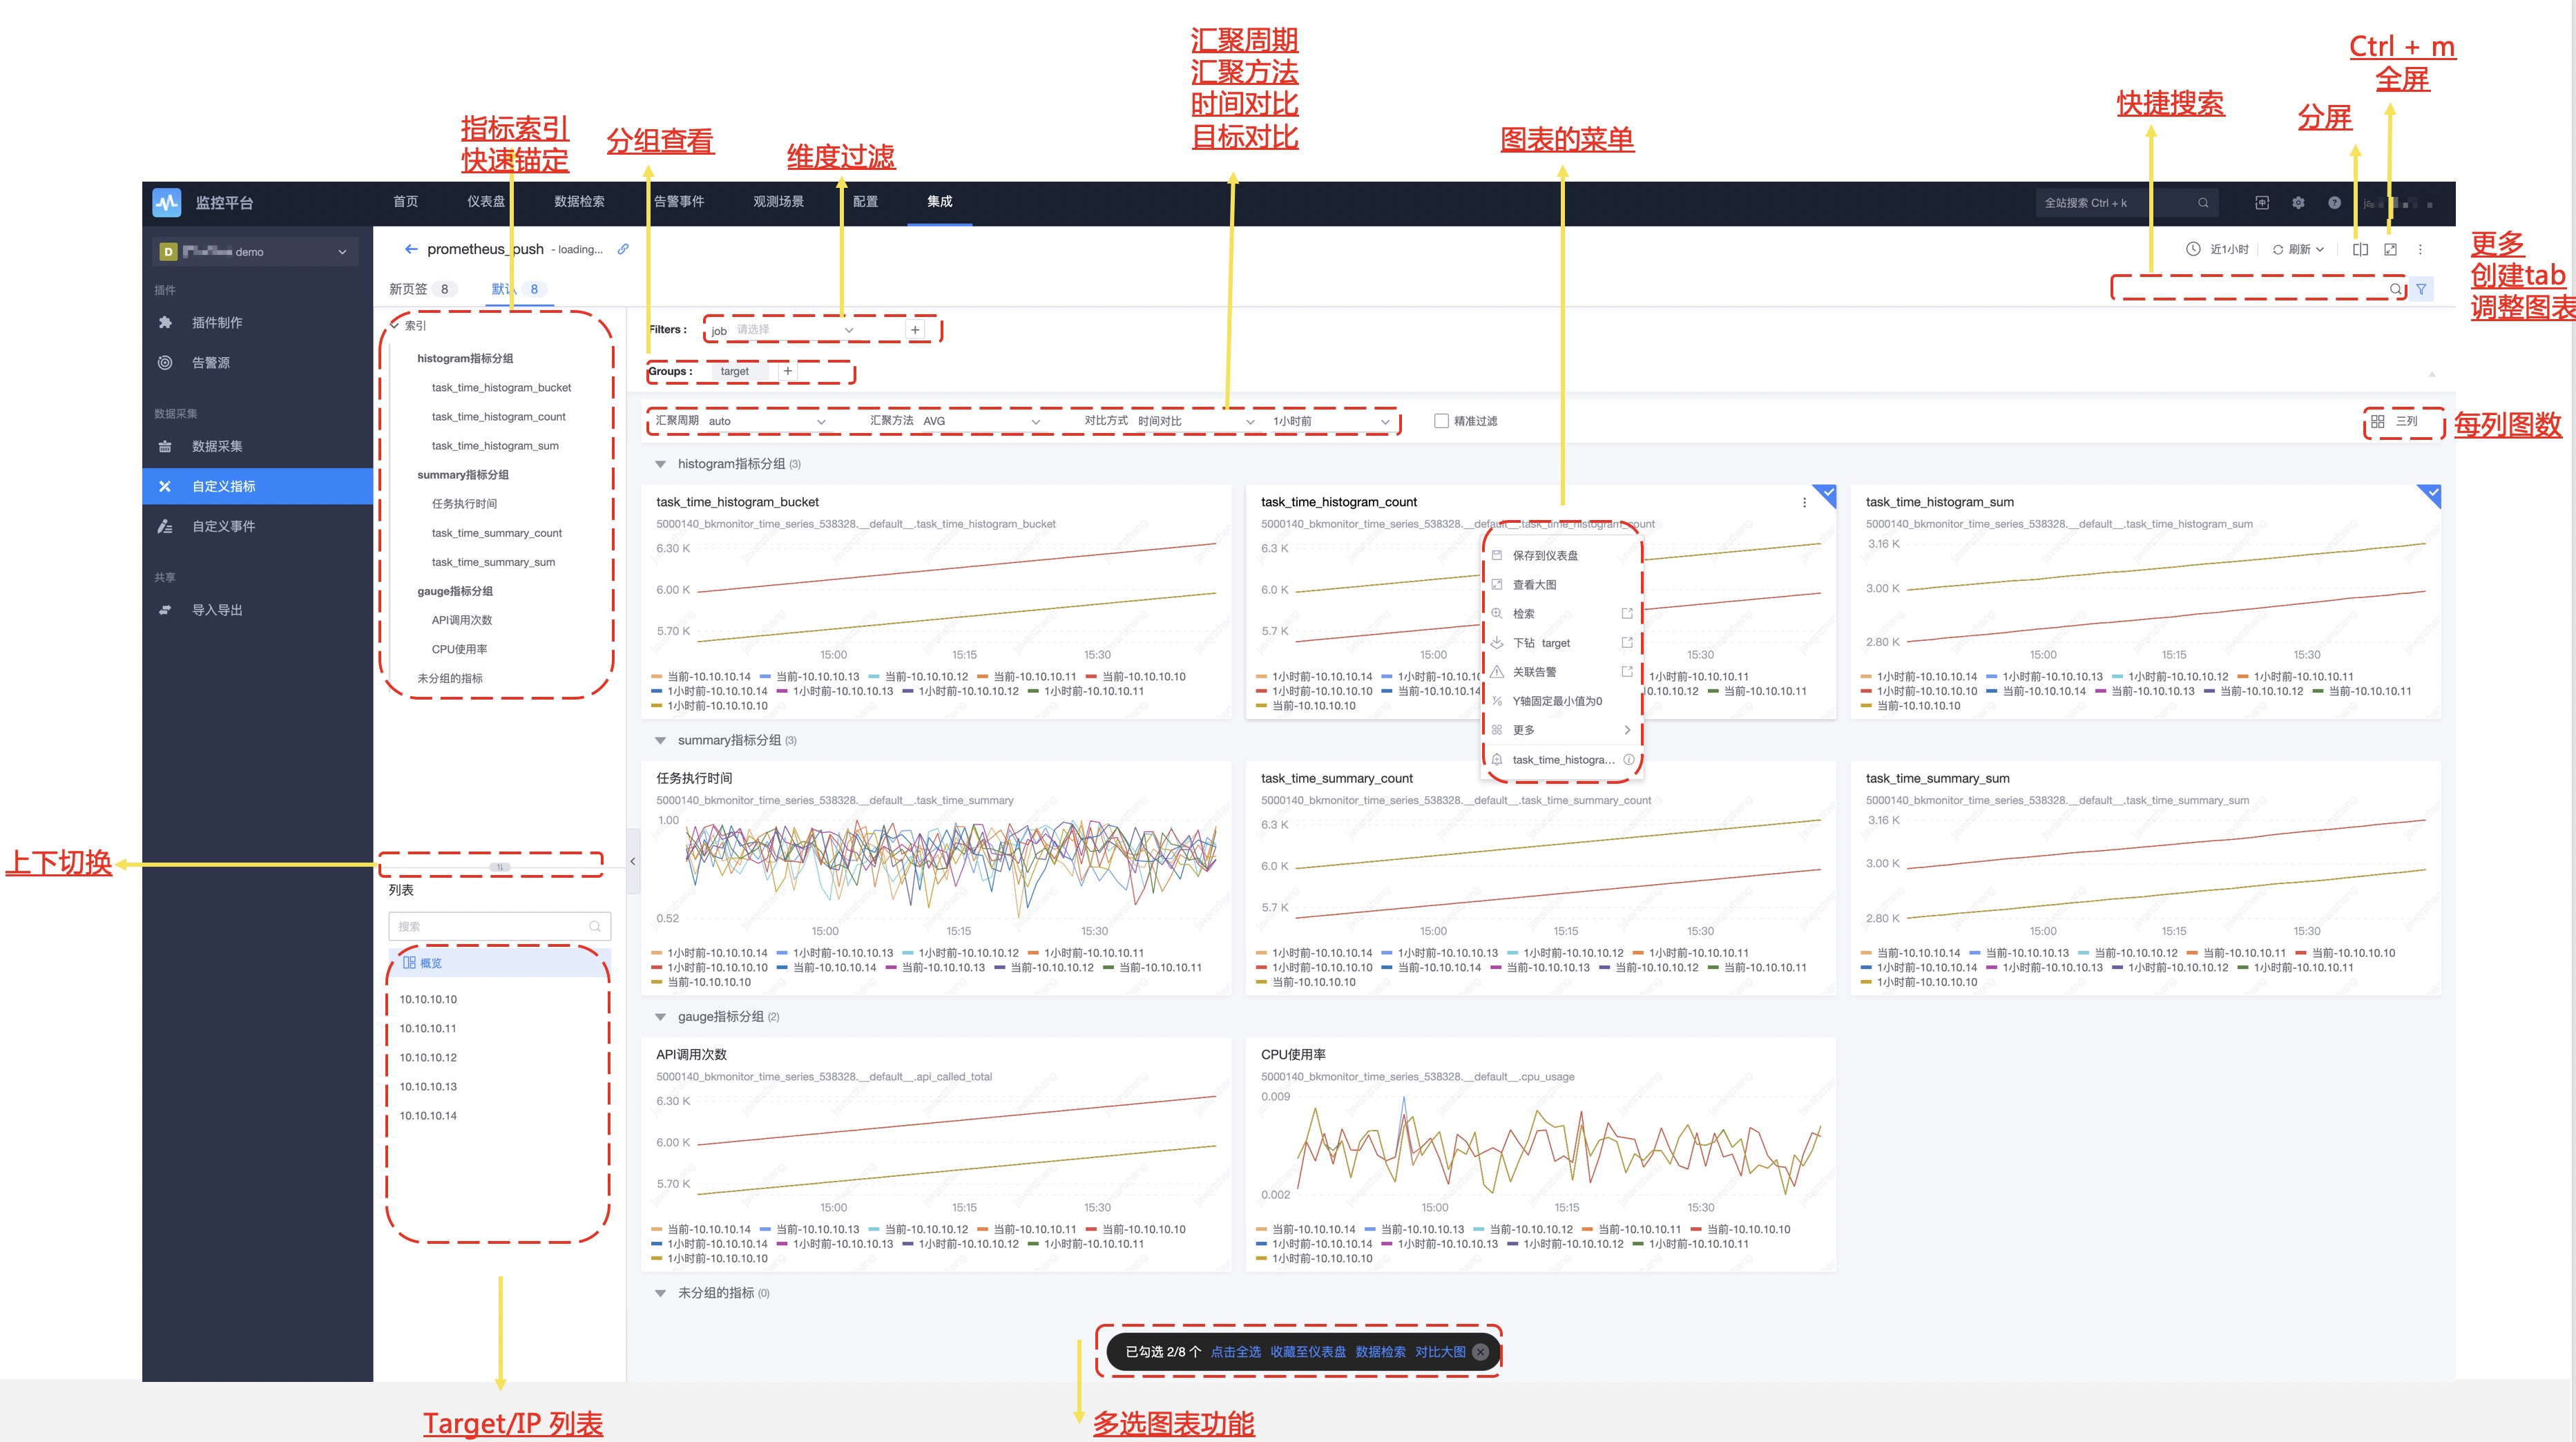 汇聚周期
汇聚方法
时间对比
目标对比
Ctrl + m
全屏
快捷搜索
分屏
指标索引
快速锚定
分组查看
维度过滤
图表的菜单
监控平台
首页 仪表盘 数据检索 告警事件 观测场景 配置 集成
全站搜索 Ctrl + k
D demo
prometheus_push - loading...
近1小时 刷新
更多
创建tab
调整图表
新页签 8 默认 8
插件
插件制作
告警源
数据采集
数据采集
自定义指标
自定义事件
共享
导入导出
索引
histogram指标分组
task_time_histogram_bucket
task_time_histogram_count
task_time_histogram_sum
summary指标分组
任务执行时间
task_time_summary_count
task_time_summary_sum
gauge指标分组
API调用次数
CPU使用率
未分组的指标
上下切换
列表
搜索
概览
10.10.10.10
10.10.10.11
10.10.10.12
10.10.10.13
10.10.10.14
Filters : job 请选择 +
Groups : target +
汇聚周期 auto 汇聚方法 AVG 对比方式 时间对比 1小时前 精准过滤 三列
每列图数
histogram指标分组 (3)
task_time_histogram_bucket
5000140_bkmonitor_time_series_538328.__default__.task_time_histogram_bucket
6.30 K
6.00 K
5.70 K
15:00 15:15 15:30
当前-10.10.10.14 当前-10.10.10.13 当前-10.10.10.12 当前-10.10.10.11 当前-10.10.10.10
1小时前-10.10.10.14 1小时前-10.10.10.13 1小时前-10.10.10.12 1小时前-10.10.10.11
1小时前-10.10.10.10
task_time_histogram_count
5000140_bkmonitor_time_series_538328.__default__.task_time_histogram_count
6.3 K
6.0 K
5.7 K
15:00 15:30
1小时前-10.10.10.14 1小时前-10.10.10.1 1小时前-10.10.10.11
1小时前-10.10.10.10 当前-10.10.10.14 10.10.10.12 当前-10.10.10.11
当前-10.10.10.10
保存到仪表盘
查看大图
检索
下钻 target
关联告警
Y轴固定最小值为0
更多
task_time_histogra...
task_time_histogram_sum
5000140_bkmonitor_time_series_538328.__default__.task_time_histogram_sum
3.16 K
3.00 K
2.80 K
15:00 15:15 15:30
1小时前-10.10.10.14 1小时前-10.10.10.13 1小时前-10.10.10.12 1小时前-10.10.10.11
1小时前-10.10.10.10 当前-10.10.10.14 当前-10.10.10.13 当前-10.10.10.12 当前-10.10.10.11
当前-10.10.10.10
summary指标分组 (3)
任务执行时间
5000140_bkmonitor_time_series_538328.__default__.task_time_summary
1.00
0.52
15:00 15:15 15:30
1小时前-10.10.10.14 1小时前-10.10.10.13 1小时前-10.10.10.12 1小时前-10.10.10.11
1小时前-10.10.10.10 当前-10.10.10.14 当前-10.10.10.13 当前-10.10.10.12 当前-10.10.10.11
当前-10.10.10.10
task_time_summary_count
5000140_bkmonitor_time_series_538328.__default__.task_time_summary_count
6.3 K
6.0 K
5.7 K
15:00 15:15 15:30
1小时前-10.10.10.14 1小时前-10.10.10.13 1小时前-10.10.10.12 1小时前-10.10.10.11
1小时前-10.10.10.10 当前-10.10.10.14 当前-10.10.10.13 当前-10.10.10.12 当前-10.10.10.11
当前-10.10.10.10
task_time_summary_sum
5000140_bkmonitor_time_series_538328.__default__.task_time_summary_sum
3.16 K
3.00 K
2.80 K
15:00 15:15 15:30
当前-10.10.10.14 当前-10.10.10.13 当前-10.10.10.12 当前-10.10.10.11 当前-10.10.10.10
1小时前-10.10.10.14 1小时前-10.10.10.13 1小时前-10.10.10.12 1小时前-10.10.10.11
1小时前-10.10.10.10
gauge指标分组 (2)
API调用次数
5000140_bkmonitor_time_series_538328.__default__.api_called_total
6.30 K
6.00 K
5.70 K
15:00 15:15 15:30
当前-10.10.10.14 当前-10.10.10.13 当前-10.10.10.12 当前-10.10.10.11 当前-10.10.10.10
1小时前-10.10.10.14 1小时前-10.10.10.13 1小时前-10.10.10.12 1小时前-10.10.10.11
1小时前-10.10.10.10
CPU使用率
5000140_bkmonitor_time_series_538328.__default__.cpu_usage
0.009
0.002
15:00 15:15 15:30
当前-10.10.10.14 当前-10.10.10.13 当前-10.10.10.12 当前-10.10.10.11 当前-10.10.10.10
1小时前-10.10.10.14 1小时前-10.10.10.13 1小时前-10.10.10.12 1小时前-10.10.10.11
1小时前-10.10.10.10
未分组的指标 (0)
已勾选 2/8 个 点击全选 收藏至仪表盘 数据检索 对比大图
Target/IP 列表
多选图表功能